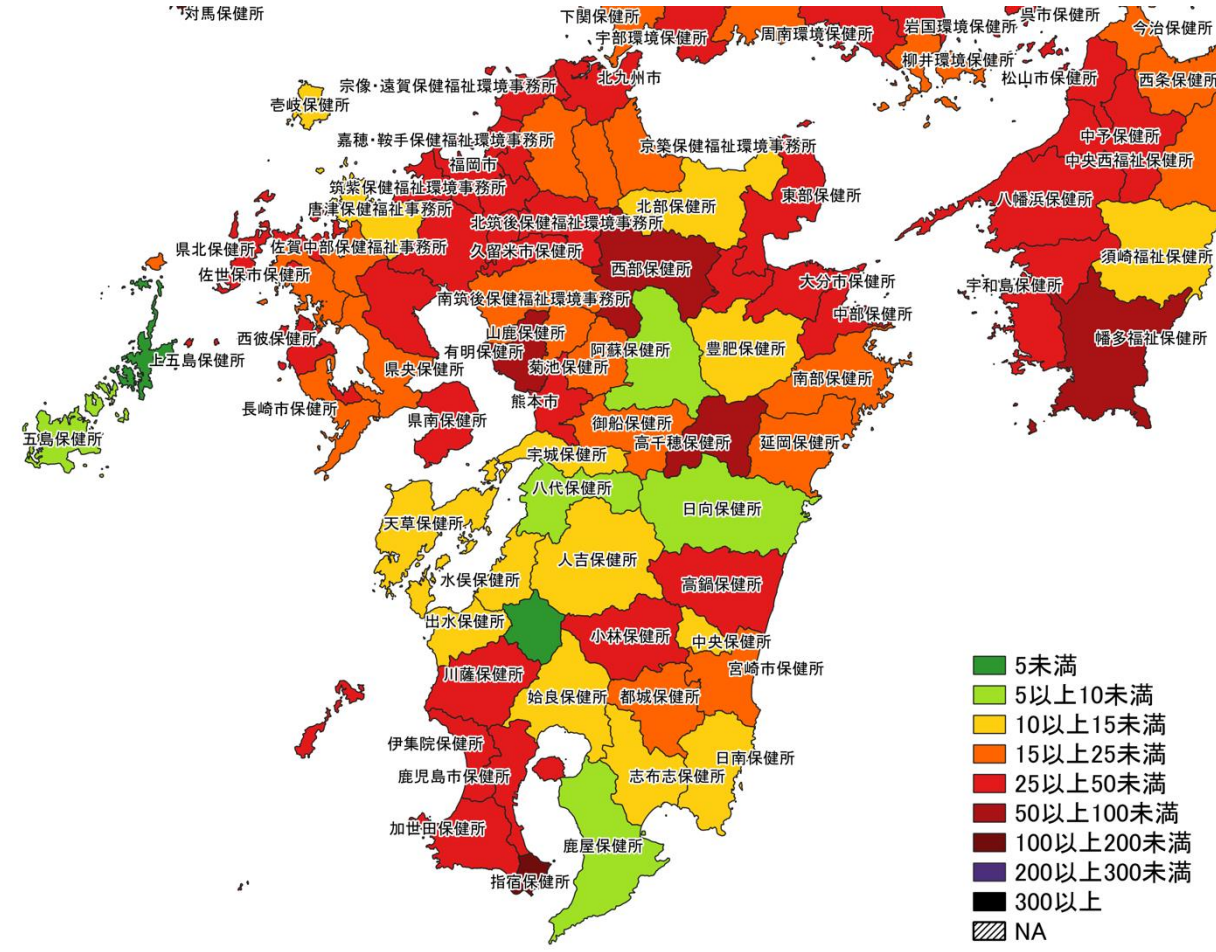 対馬保健所
下関保健所
宇部環境保健所
周南環境保健所
岩国環境保健所
呉市保健所
今治保健所
柳井環境保健所
松山市保健所
西条保健所
北九州市
宗像・遠賀保健福祉環境事務所
壱岐保健所
嘉穂・鞍手保健福祉環境事務所
京築保健福祉環境事務所
中予保健所
中央西福祉保健所
福岡市
筑紫保健福祉環境事務所
唐津保健福祉事務所
北部保健所
東部保健所
八幡浜保健所
北筑後保健福祉環境事務所
県北保健所
佐賀中部保健福祉事務所
久留米市保健所
須崎福祉保健所
佐世保市保健所
西部保健所
大分市保健所
宇和島保健所
南筑後保健福祉環境事務所
中部保健所
山鹿保健所
西彼保健所
有明保健所
阿蘇保健所
豊肥保健所
幡多福祉保健所
上五島保健所
県央保健所
菊池保健所
南部保健所
長崎市保健所
県南保健所
熊本市
御船保健所
五島保健所
高千穂保健所
延岡保健所
宇城保健所
八代保健所
日向保健所
天草保健所
人吉保健所
水俣保健所
高鍋保健所
出水保健所
小林保健所
中央保健所
宮崎市保健所
川薩保健所
姶良保健所
都城保健所
伊集院保健所
日南保健所
鹿児島市保健所
志布志保健所
加世田保健所
鹿屋保健所
指宿保健所
5未満
5以上10未満
10以上15未満
15以上25未満
25以上50未満
50以上100未満
100以上200未満
200以上300未満
300以上
NA